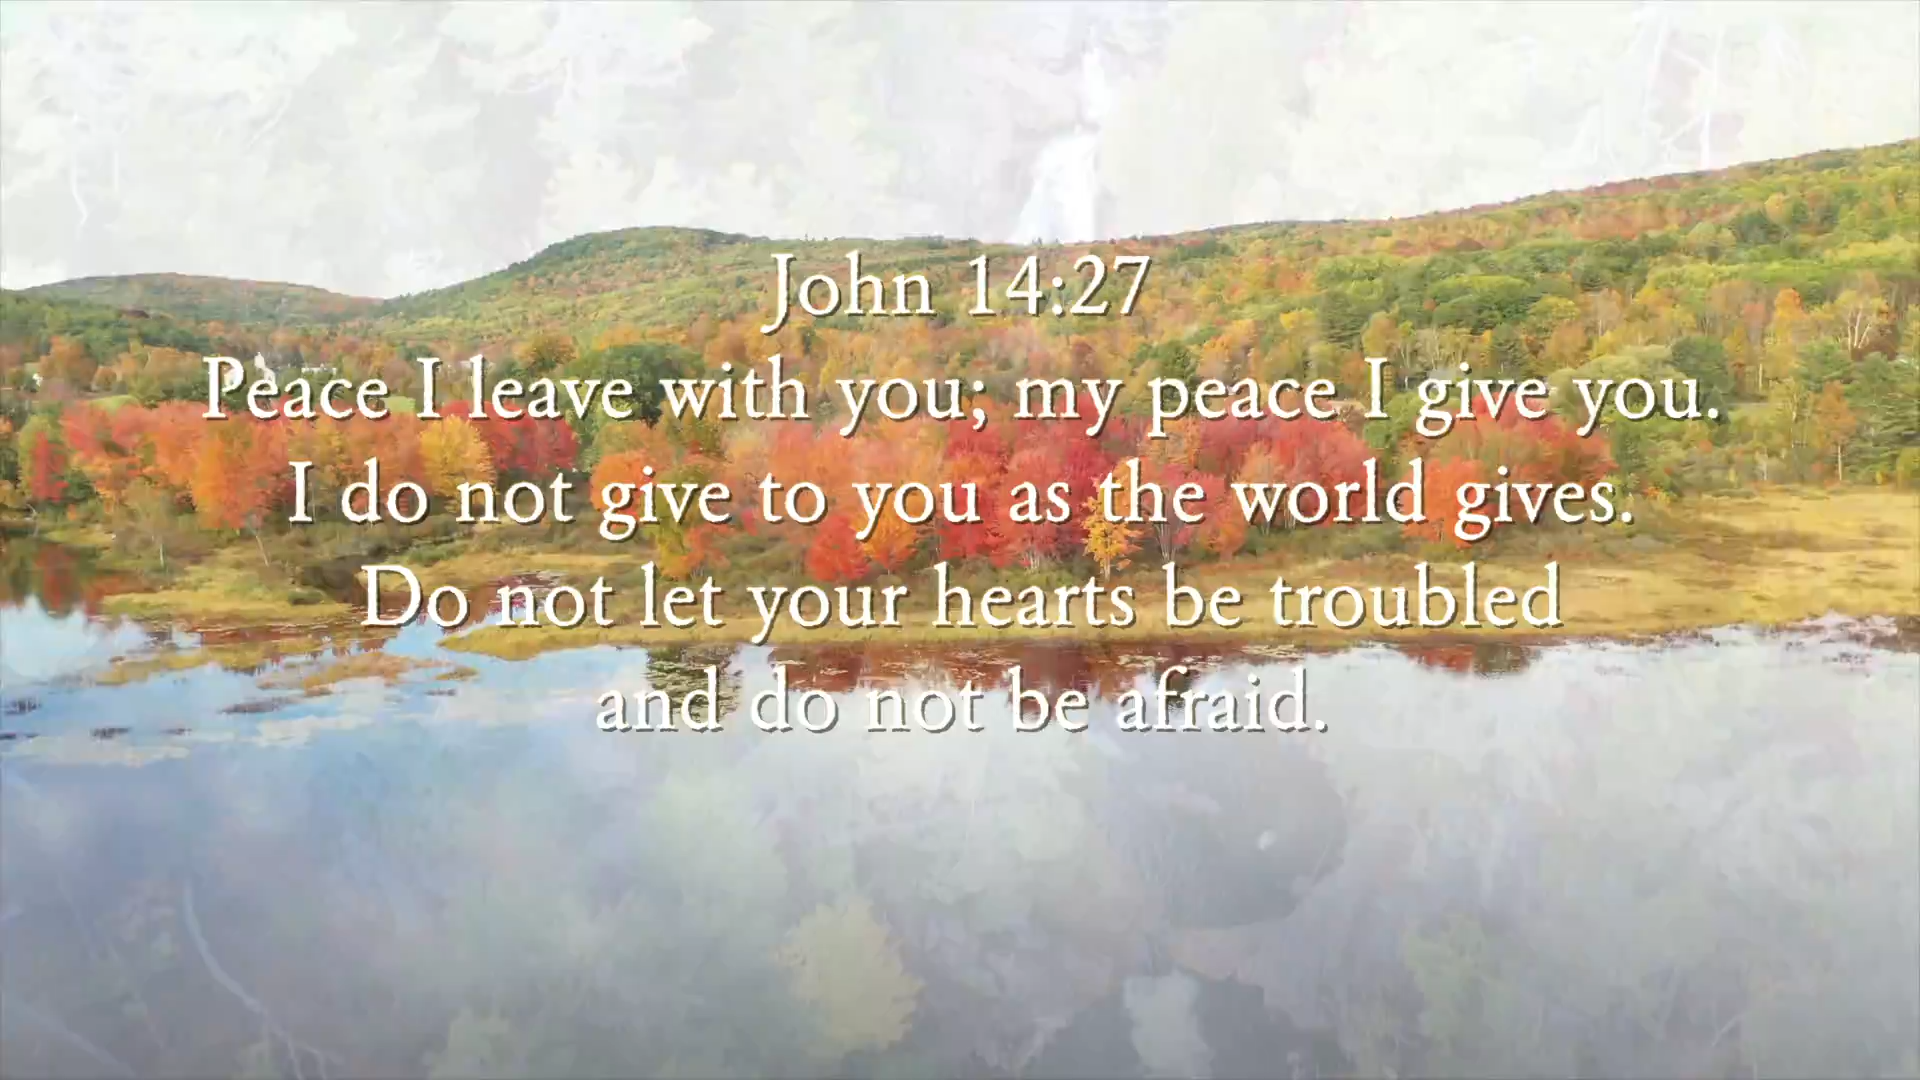 John 14:27
Peace I leave with you; my peace I give you.
I do not give to you as the world gives.
Do not let your hearts be troubled
and do not be afraid.